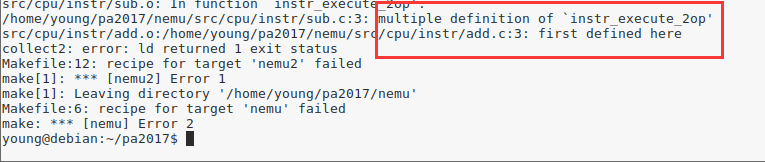 src/cpu/instr/sub.o: In function `instr_execute_2op':
/home/young/pa2017/nemu/src/cpu/instr/sub.c:3: multiple definition of `instr_execute_2op'
src/cpu/instr/add.o:/home/young/pa2017/nemu/src/cpu/instr/add.c:3: first defined here
collect2: error: ld returned 1 exit status
Makefile:12: recipe for target 'nemu2' failed
make[1]: *** [nemu2] Error 1
make[1]: Leaving directory '/home/young/pa2017/nemu'
Makefile:6: recipe for target 'nemu' failed
make: *** [nemu] Error 2
young@debian:~/pa2017$